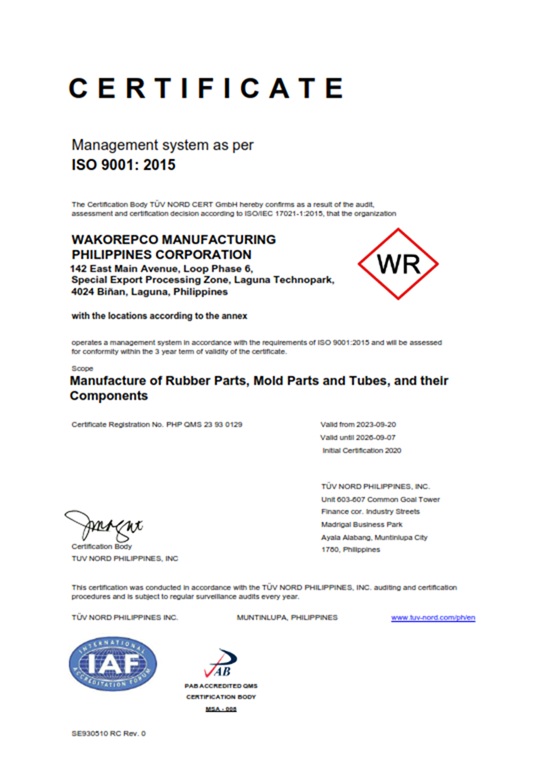 CERTIFICATE
Management system as per
ISO 9001: 2015
The Certification Body TÜV NORD CERT GmbH hereby confirms as a result of the audit,
assessment and certification decision according to ISO/IEC 17021-1:2015, that the organization
WAKOREPCO MANUFACTURING
PHILIPPINES CORPORATION
142 East Main Avenue, Loop Phase 6,
Special Export Processing Zone, Laguna Technopark,
4024 Biñan, Laguna, Philippines
WR
with the locations according to the annex
operates a management system in accordance with the requirements of ISO 9001:2015 and will be assessed
for conformity within the 3 year term of validity of the certificate.
Scope
Manufacture of Rubber Parts, Mold Parts and Tubes, and their
Components
Certificate Registration No. PHP QMS 23 93 0129
Valid from 2023-09-20
Valid until 2026-09-07
Initial Certification 2020
TÜV NORD PHILIPPINES, INC.
Unit 603-607 Common Goal Tower
Finance cor. Industry Streets
Madrigal Business Park
Ayala Alabang, Muntinlupa City
1780, Philippines
Certification Body
TUV NORD PHILIPPINES, INC
This certification was conducted in accordance with the TÜV NORD PHILIPPINES, INC. auditing and certification
procedures and is subject to regular surveillance audits every year.
TÜV NORD PHILIPPINES INC. MUNTINLUPA, PHILIPPINES www.tuv-nord.com/ph/en
INTERNATIONAL
IAF
ACCREDITATION FORUM
PAB
PAB ACCREDITED QMS
CERTIFICATION BODY
MSA - 005
SE930510 RC Rev. 0